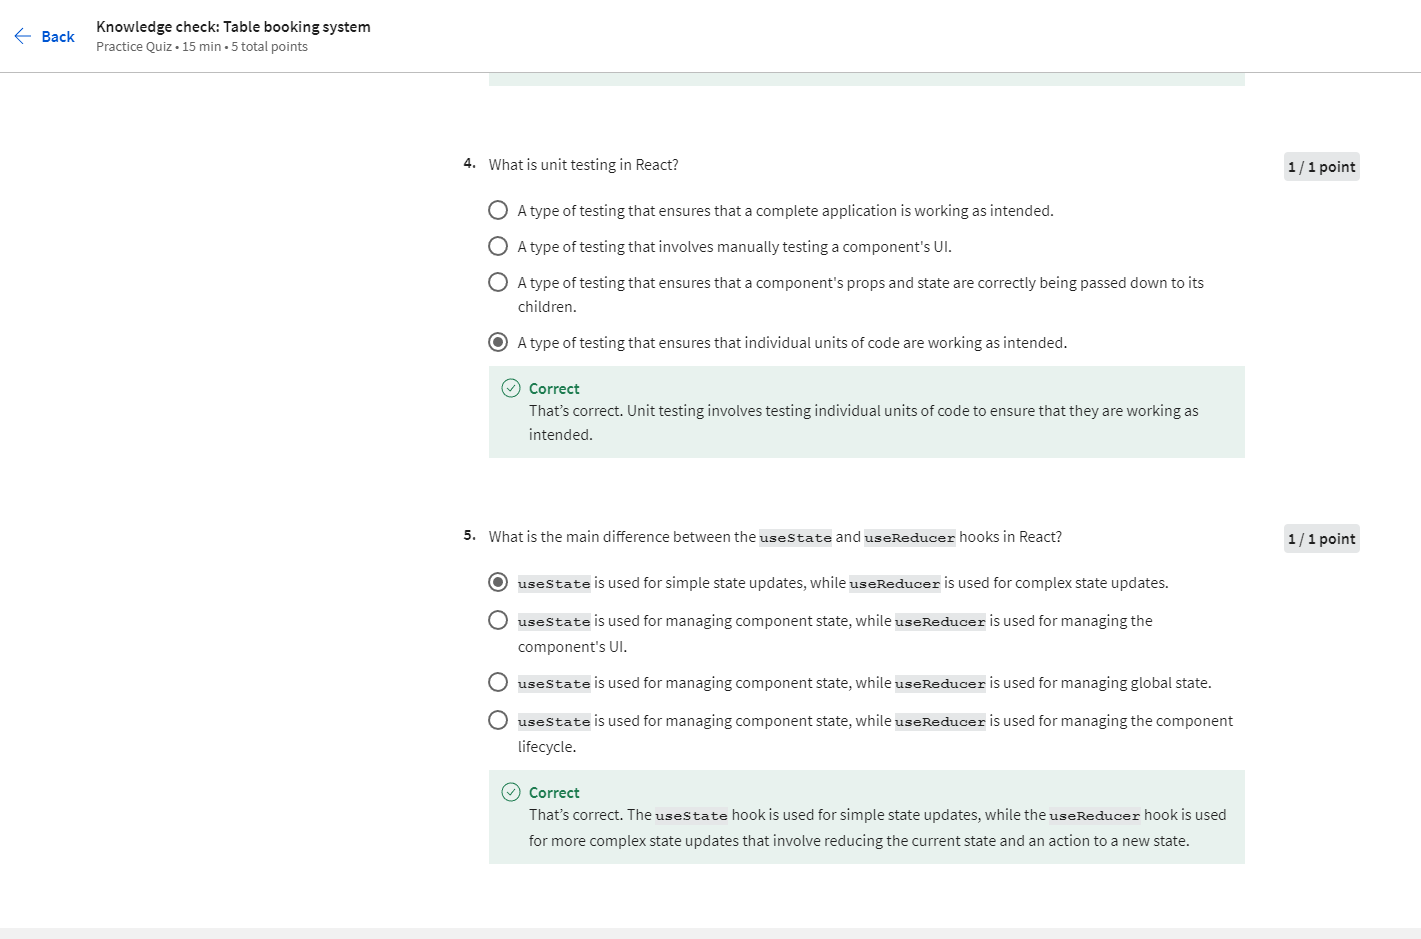 Back
Knowledge check: Table booking system
Practice Quiz • 15 min • 5 total points
4. What is unit testing in React?
1 / 1 point
A type of testing that ensures that a complete application is working as intended.
A type of testing that involves manually testing a component's UI.
A type of testing that ensures that a component's props and state are correctly being passed down to its
children.
A type of testing that ensures that individual units of code are working as intended.
Correct
That’s correct. Unit testing involves testing individual units of code to ensure that they are working as
intended.
5. What is the main difference between the useState and useReducer hooks in React?
1 / 1 point
useState is used for simple state updates, while useReducer is used for complex state updates.
useState is used for managing component state, while useReducer is used for managing the
component's UI.
useState is used for managing component state, while useReducer is used for managing global state.
useState is used for managing component state, while useReducer is used for managing the component
lifecycle.
Correct
That’s correct. The useState hook is used for simple state updates, while the useReducer hook is used
for more complex state updates that involve reducing the current state and an action to a new state.